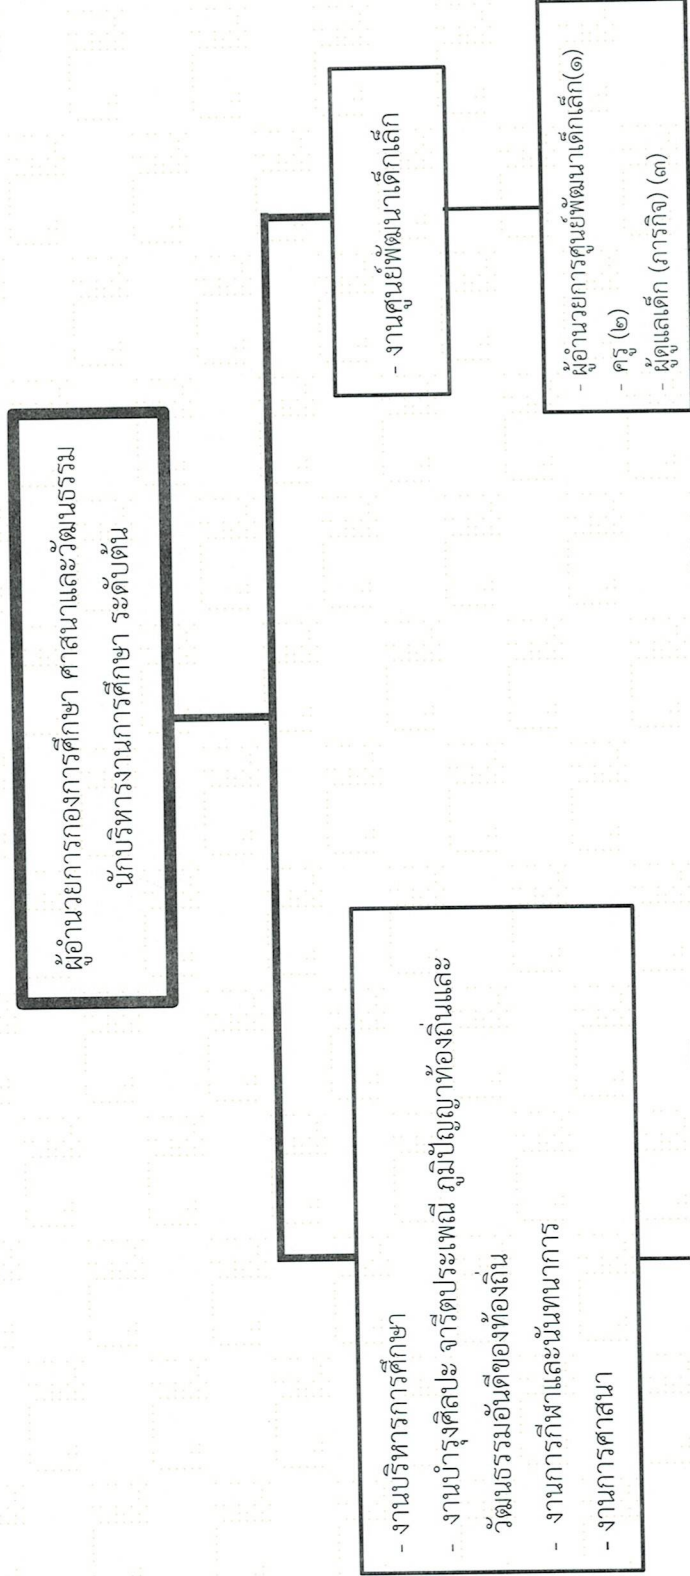 ผู้อำนวยการกองการศึกษา ศาสนาและวัฒนธรรม
นักบริหารงานการศึกษา ระดับต้น
- งานบริหารการศึกษา
- งานบำรุงศิลปะ จารีตประเพณี ภูมิปัญญาท้องถิ่นและ
วัฒนธรรมอันดีของท้องถิ่น
- งานการกีฬาและนันทนาการ
- งานการศาสนา
- งานศูนย์พัฒนาเด็กเล็ก
- ผู้อำนวยการศูนย์พัฒนาเด็กเล็ก(๑)
- ครู (๒)
- ผู้ดูแลเด็ก (ภารกิจ) (๓)